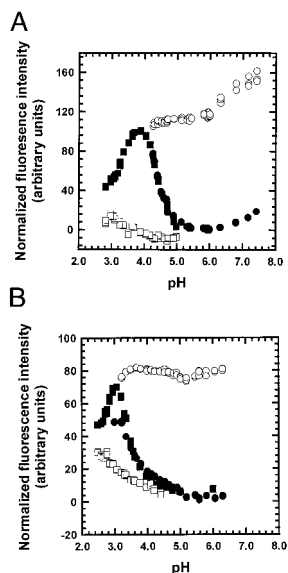 A
Normalized fluoresence intensity
(arbitrary units)
160
120
80
40
0
2.0 3.0 4.0 5.0 6.0 7.0 8.0
pH
B
Normalized fluorescence intensity
(arbitrary units)
100
80
60
40
20
0
-20
2.0 3.0 4.0 5.0 6.0 7.0 8.0
pH